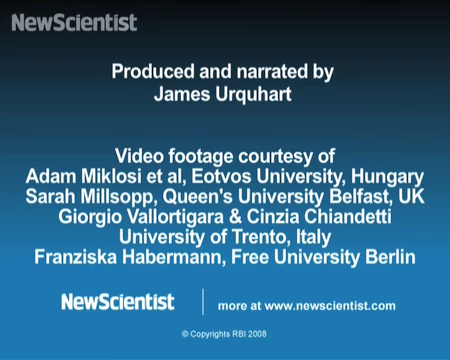 NewScientist
Produced and narrated by
James Urquhart
Video footage courtesy of
Adam Miklosi et al, Eotvos University, Hungary
Sarah Millsopp, Queen's University Belfast, UK
Giorgio Vallortigara & Cinzia Chiandetti
University of Trento, Italy
Franziska Habermann, Free University Berlin
NewScientist | more at www.newscientist.com
© Copyrights RBI 2008